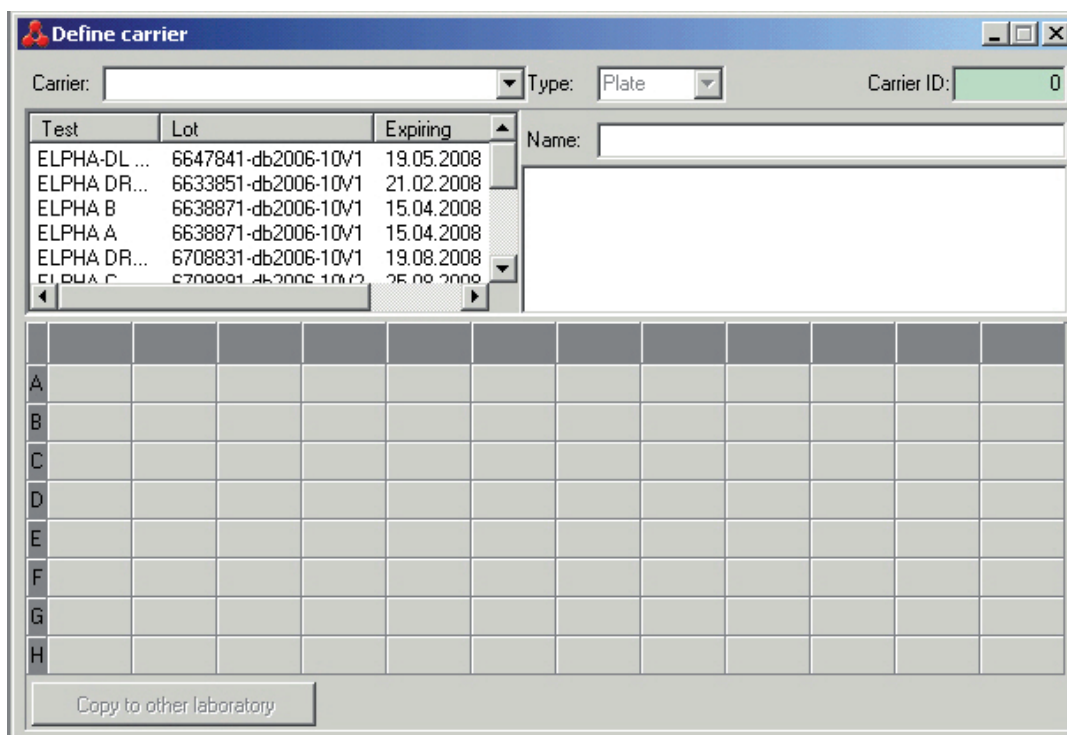 Define carrier
Carrier: Type: Plate Carrier ID: 0
Test Lot Expiring
Name:
ELPHA-DL ... 6647841-db2006-10V1 19.05.2008
ELPHA DR... 6633851-db2006-10V1 21.02.2008
ELPHA B 6638871-db2006-10V1 15.04.2008
ELPHA A 6638871-db2006-10V1 15.04.2008
ELPHA DR... 6708831-db2006-10V1 19.08.2008
ELPHA C
A
B
C
D
E
F
G
H
Copy to other laboratory